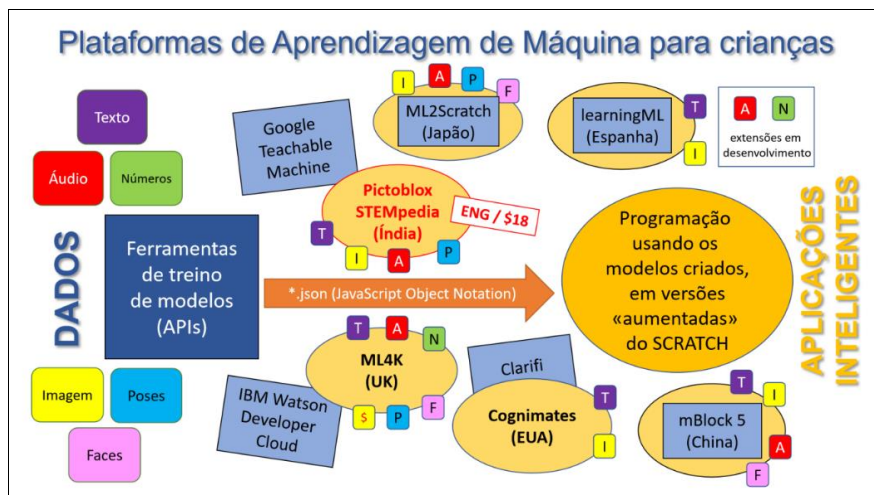 Plataformas de Aprendizagem de Máquina para crianças
Texto
Áudio
Números
DADOS
Ferramentas
de treino
de modelos
(APIs)
Imagem
Poses
Faces
Google
Teachable
Machine
I
A
P
F
ML2Scratch
(Japão)
learningML
(Espanha)
T
I
A
N
extensões em
desenvolvimento
Pictoblox
STEMpedia
(Índia)
ENG / $18
T
I
A
P
*.json (JavaScript Object Notation)
Programação
usando os
modelos criados,
em versões
«aumentadas»
do SCRATCH
APLICAÇÕES
INTELIGENTES
T
A
N
ML4K
(UK)
$
P
F
IBM Watson
Developer
Cloud
Clarifi
Cognimates
(EUA)
T
I
mBlock 5
(China)
T
I
A
F